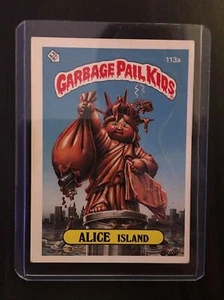 113a
GARBAGE PAIL KIDS
ALICE ISLAND